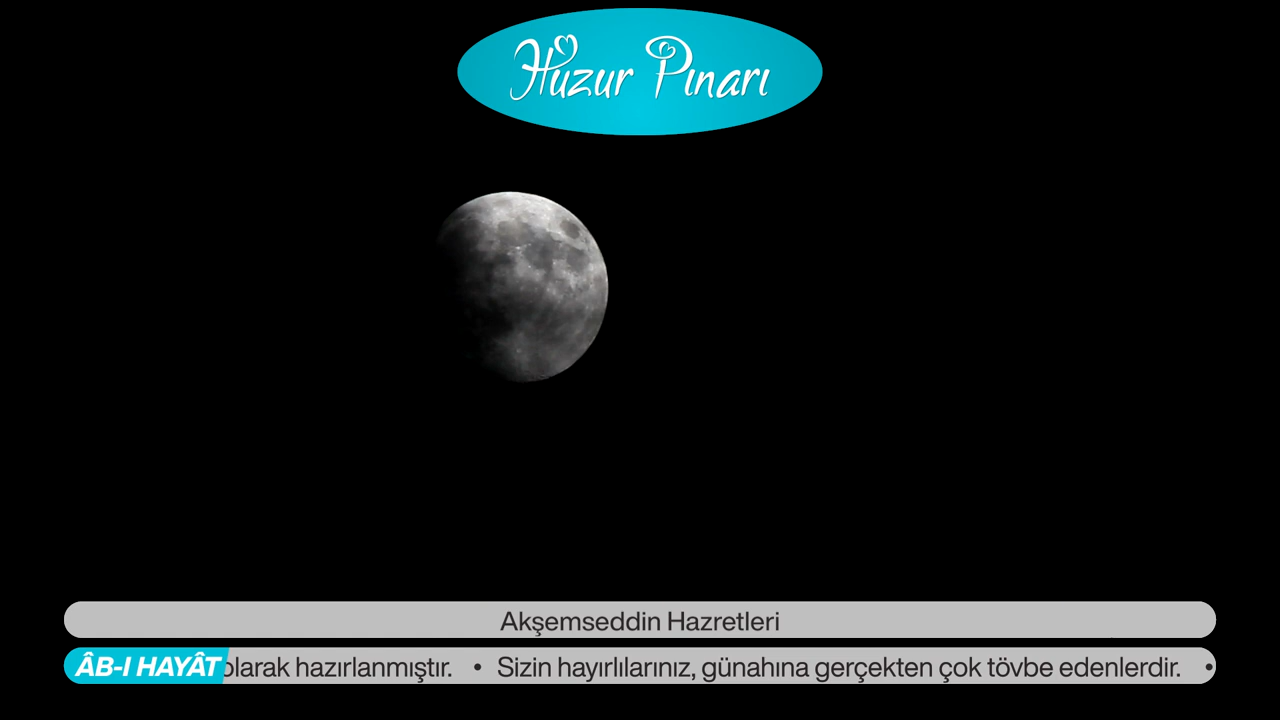 Huzur Pınarı
Akşemseddin Hazretleri
ÂB-I HAYÂT olarak hazırlanmıştır. • Sizin hayırlılarınız, günahına gerçekten çok tövbe edenlerdir. •